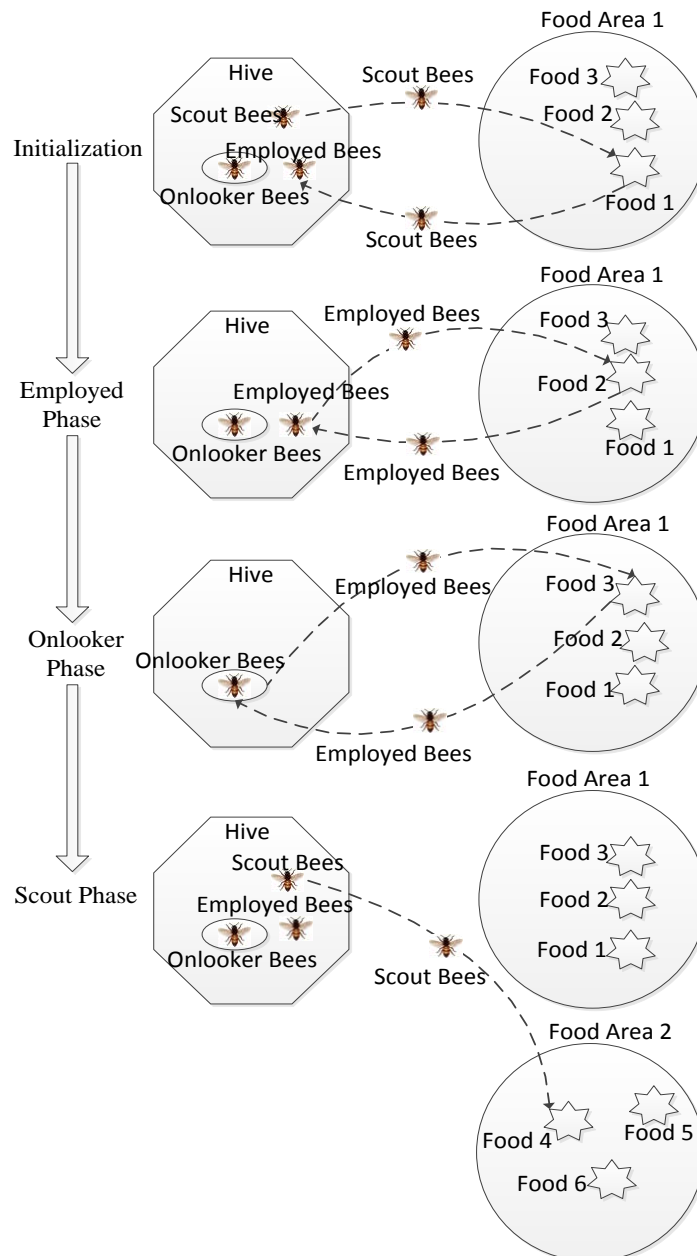 Food Area 1
Hive
Food 3
Scout Bees
Scout Bees
Food 2
Initialization
Employed Bees
Onlooker Bees
Food 1
Scout Bees
Food Area 1
Employed Bees
Hive
Food 3
Employed
Phase
Employed Bees
Food 2
Onlooker Bees
Food 1
Employed Bees
Food Area 1
Hive
Employed Bees
Food 3
Onlooker
Phase
Onlooker Bees
Food 2
Food 1
Employed Bees
Food Area 1
Hive
Scout Bees
Food 3
Scout Phase
Employed Bees
Food 2
Onlooker Bees
Food 1
Scout Bees
Food Area 2
Food 4
Food 5
Food 6